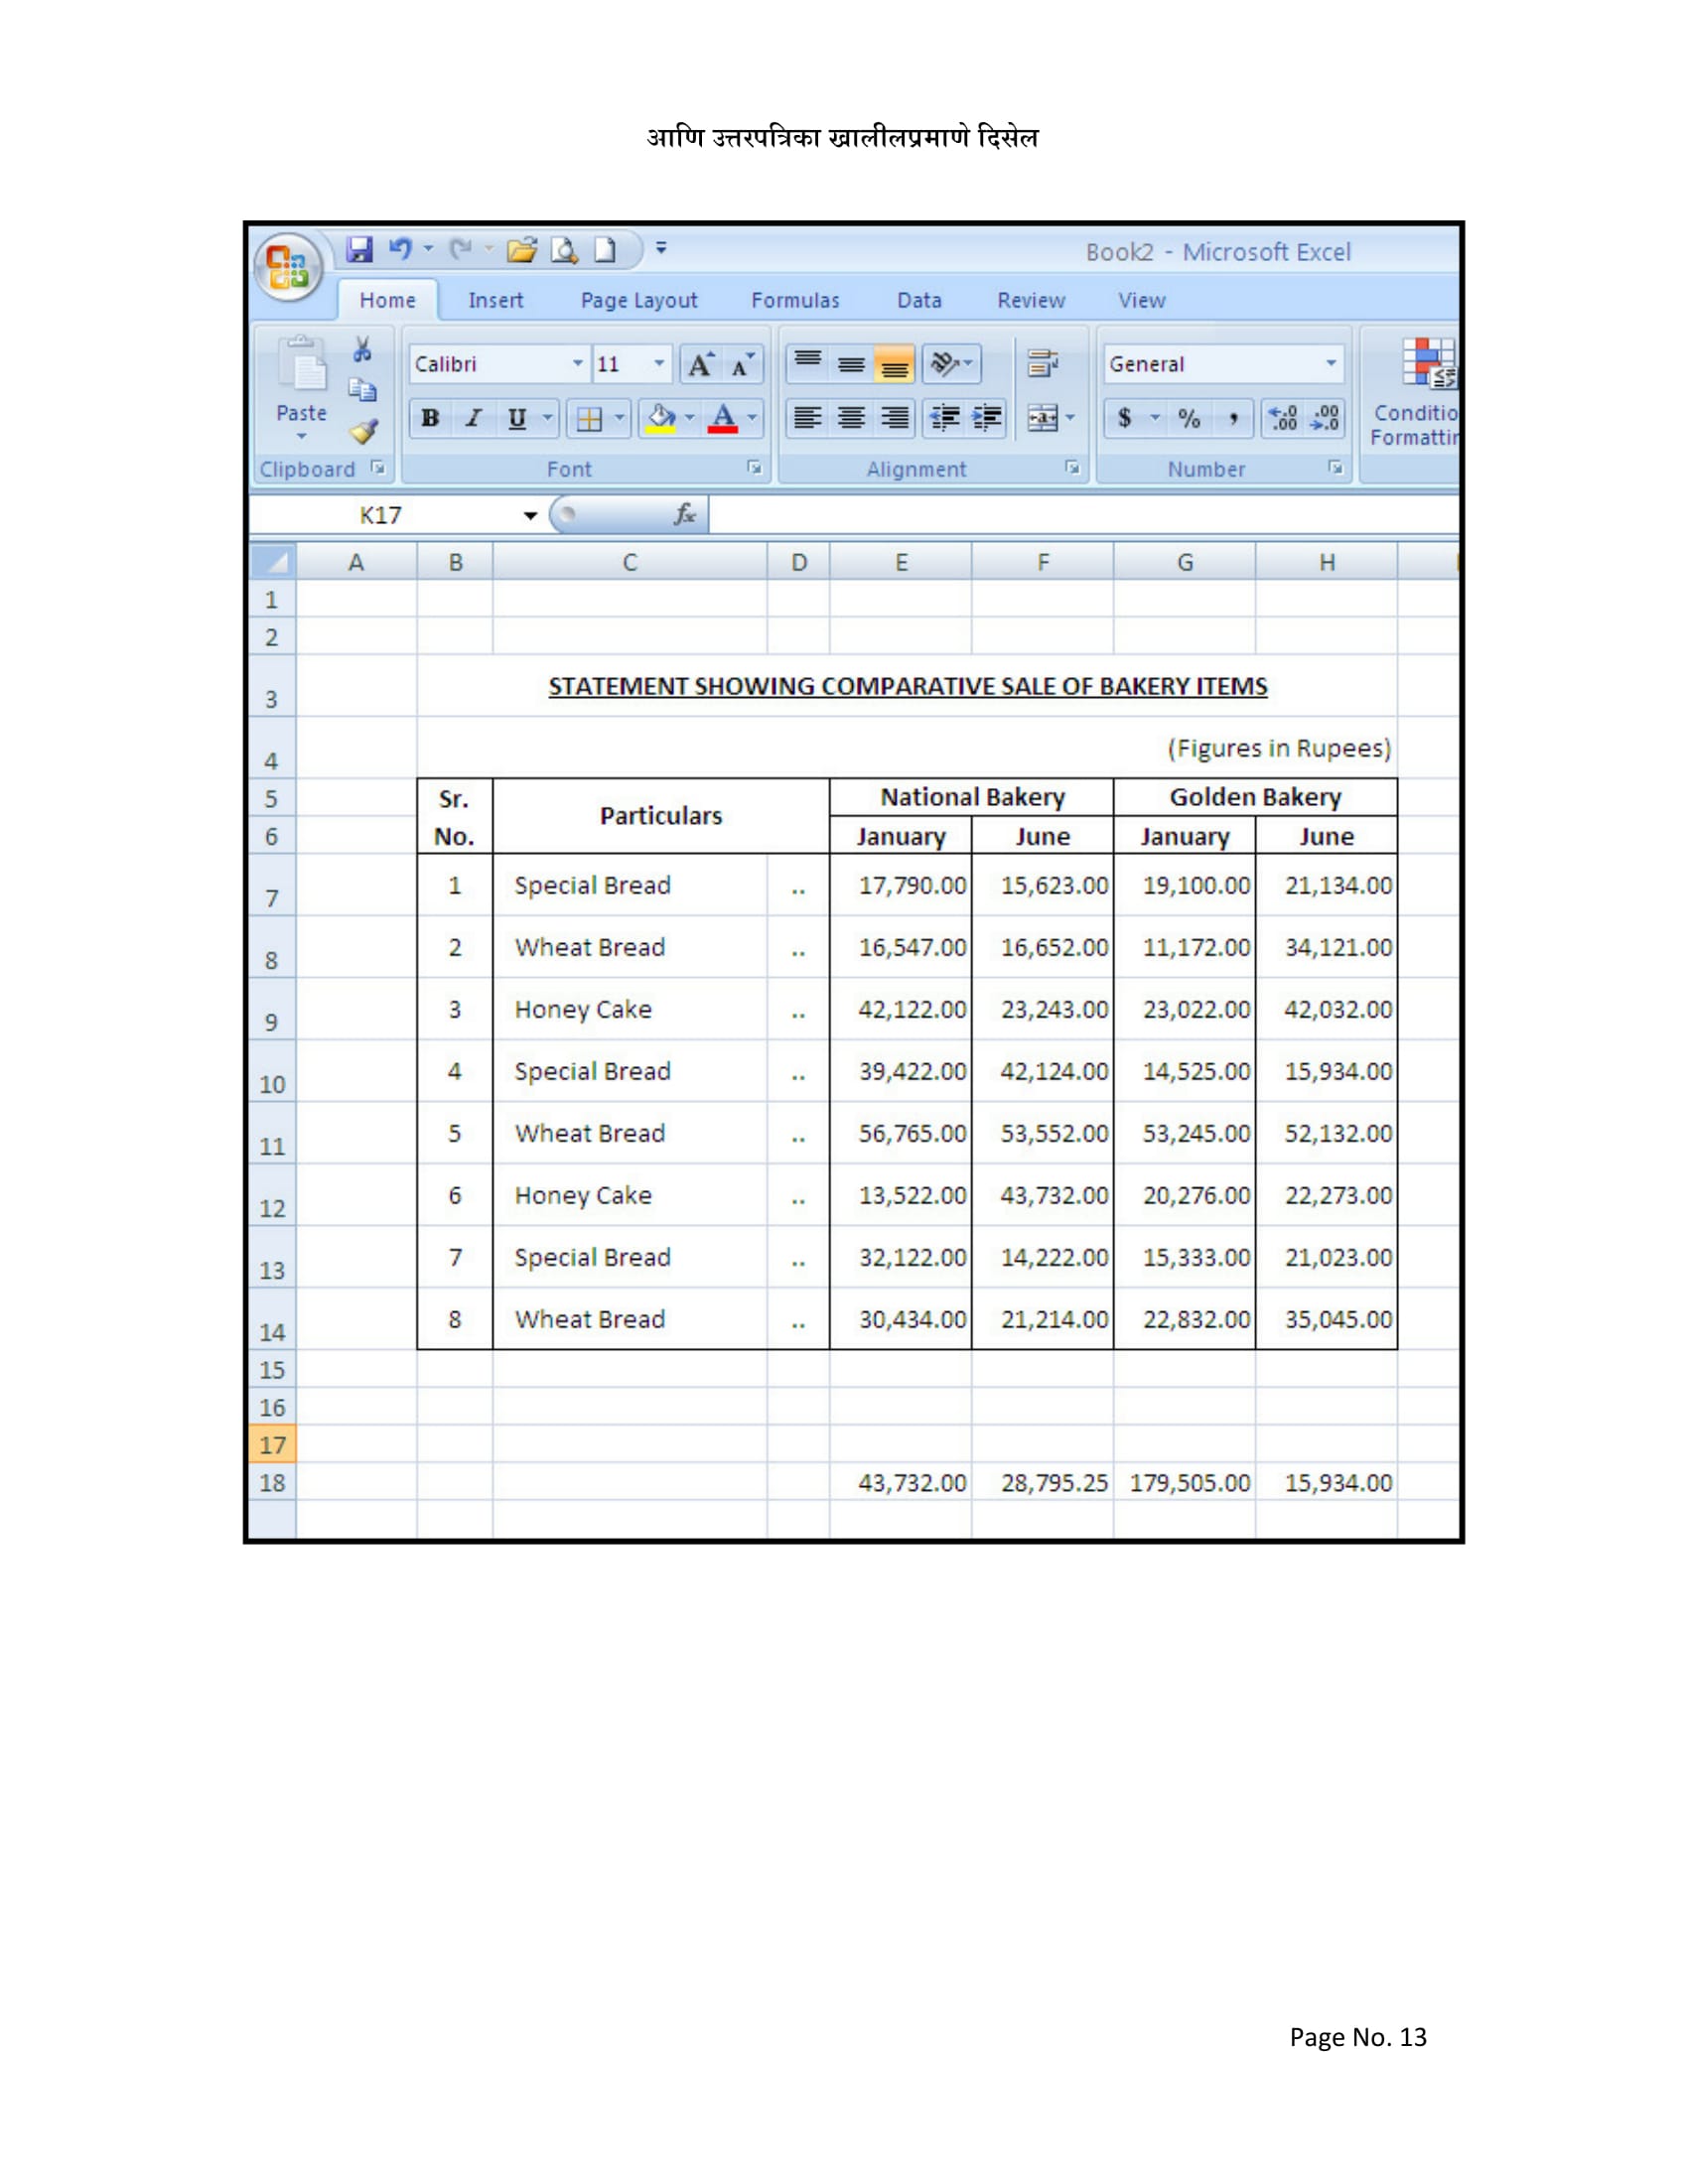 आणि उत्तरपत्रिका खालीलप्रमाणे दिसेल
Book2 - Microsoft Excel
Home Insert Page Layout Formulas Data Review View
Calibri 11 General
Paste B I U $ % , Conditio
Formattin
Clipboard Font Alignment Number
K17 fx
A B C D E F G H
1
2
3 STATEMENT SHOWING COMPARATIVE SALE OF BAKERY ITEMS
4 (Figures in Rupees)
5 Sr. Particulars National Bakery Golden Bakery
6 No. January June January June
7 1 Special Bread .. 17,790.00 15,623.00 19,100.00 21,134.00
8 2 Wheat Bread .. 16,547.00 16,652.00 11,172.00 34,121.00
9 3 Honey Cake .. 42,122.00 23,243.00 23,022.00 42,032.00
10 4 Special Bread .. 39,422.00 42,124.00 14,525.00 15,934.00
11 5 Wheat Bread .. 56,765.00 53,552.00 53,245.00 52,132.00
12 6 Honey Cake .. 13,522.00 43,732.00 20,276.00 22,273.00
13 7 Special Bread .. 32,122.00 14,222.00 15,333.00 21,023.00
14 8 Wheat Bread .. 30,434.00 21,214.00 22,832.00 35,045.00
15
16
17
18 43,732.00 28,795.25 179,505.00 15,934.00
Page No. 13